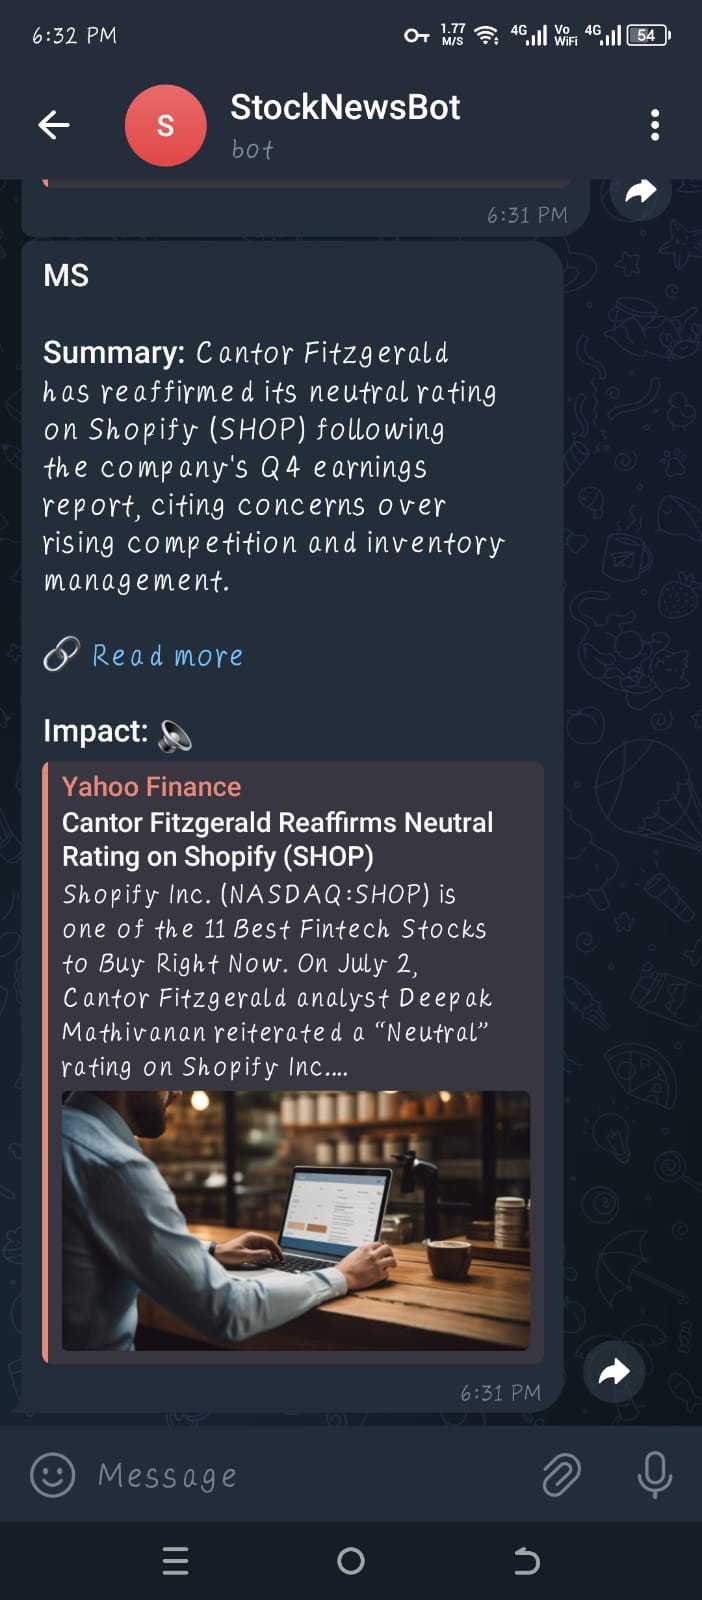 6:32 PM
1.77 M/S 4G Vo WiFi 4G 54
S
StockNewsBot
bot
6:31 PM
MS
Summary: Cantor Fitzgerald
has reaffirmed its neutral rating
on Shopify (SHOP) following
the company's Q4 earnings
report, citing concerns over
rising competition and inventory
management.
Read more
Impact:
Yahoo Finance
Cantor Fitzgerald Reaffirms Neutral
Rating on Shopify (SHOP)
Shopify Inc. (NASDAQ:SHOP) is
one of the 11 Best Fintech Stocks
to Buy Right Now. On July 2,
Cantor Fitzgerald analyst Deepak
Mathivanan reiterated a “Neutral”
rating on Shopify Inc....
6:31 PM
Message